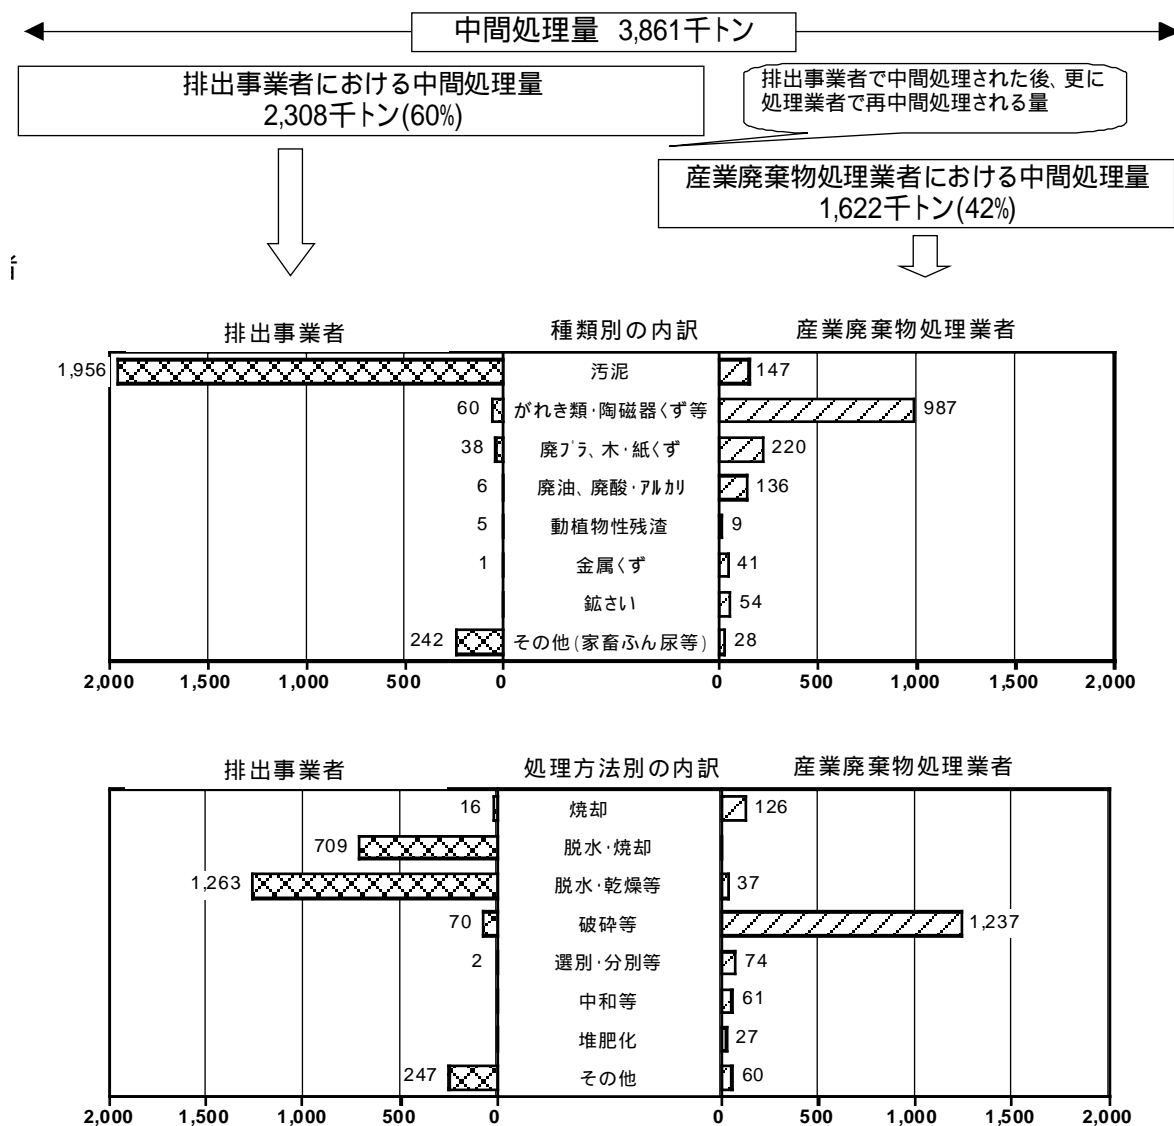 中間処理量 3,861千トン
排出事業者における中間処理量
2,308千トン(60%)
排出事業者で中間処理された後、更に
処理業者で再中間処理される量
産業廃棄物処理業者における中間処理量
1,622千トン(42%)
排出事業者 種類別の内訳 産業廃棄物処理業者
1,956 汚泥 147
60 がれき類・陶磁器くず等 987
38 廃プラ、木・紙くず 220
6 廃油、廃酸・アルカリ 136
5 動植物性残渣 9
1 金属くず 41
鉱さい 54
242 その他(家畜ふん尿等) 28
2,000 1,500 1,000 500 0 0 500 1,000 1,500 2,000
排出事業者 処理方法別の内訳 産業廃棄物処理業者
16 焼却 126
709 脱水・焼却
1,263 脱水・乾燥等 37
70 破砕等 1,237
2 選別・分別等 74
中和等 61
堆肥化 27
247 その他 60
2,000 1,500 1,000 500 0 0 500 1,000 1,500 2,000